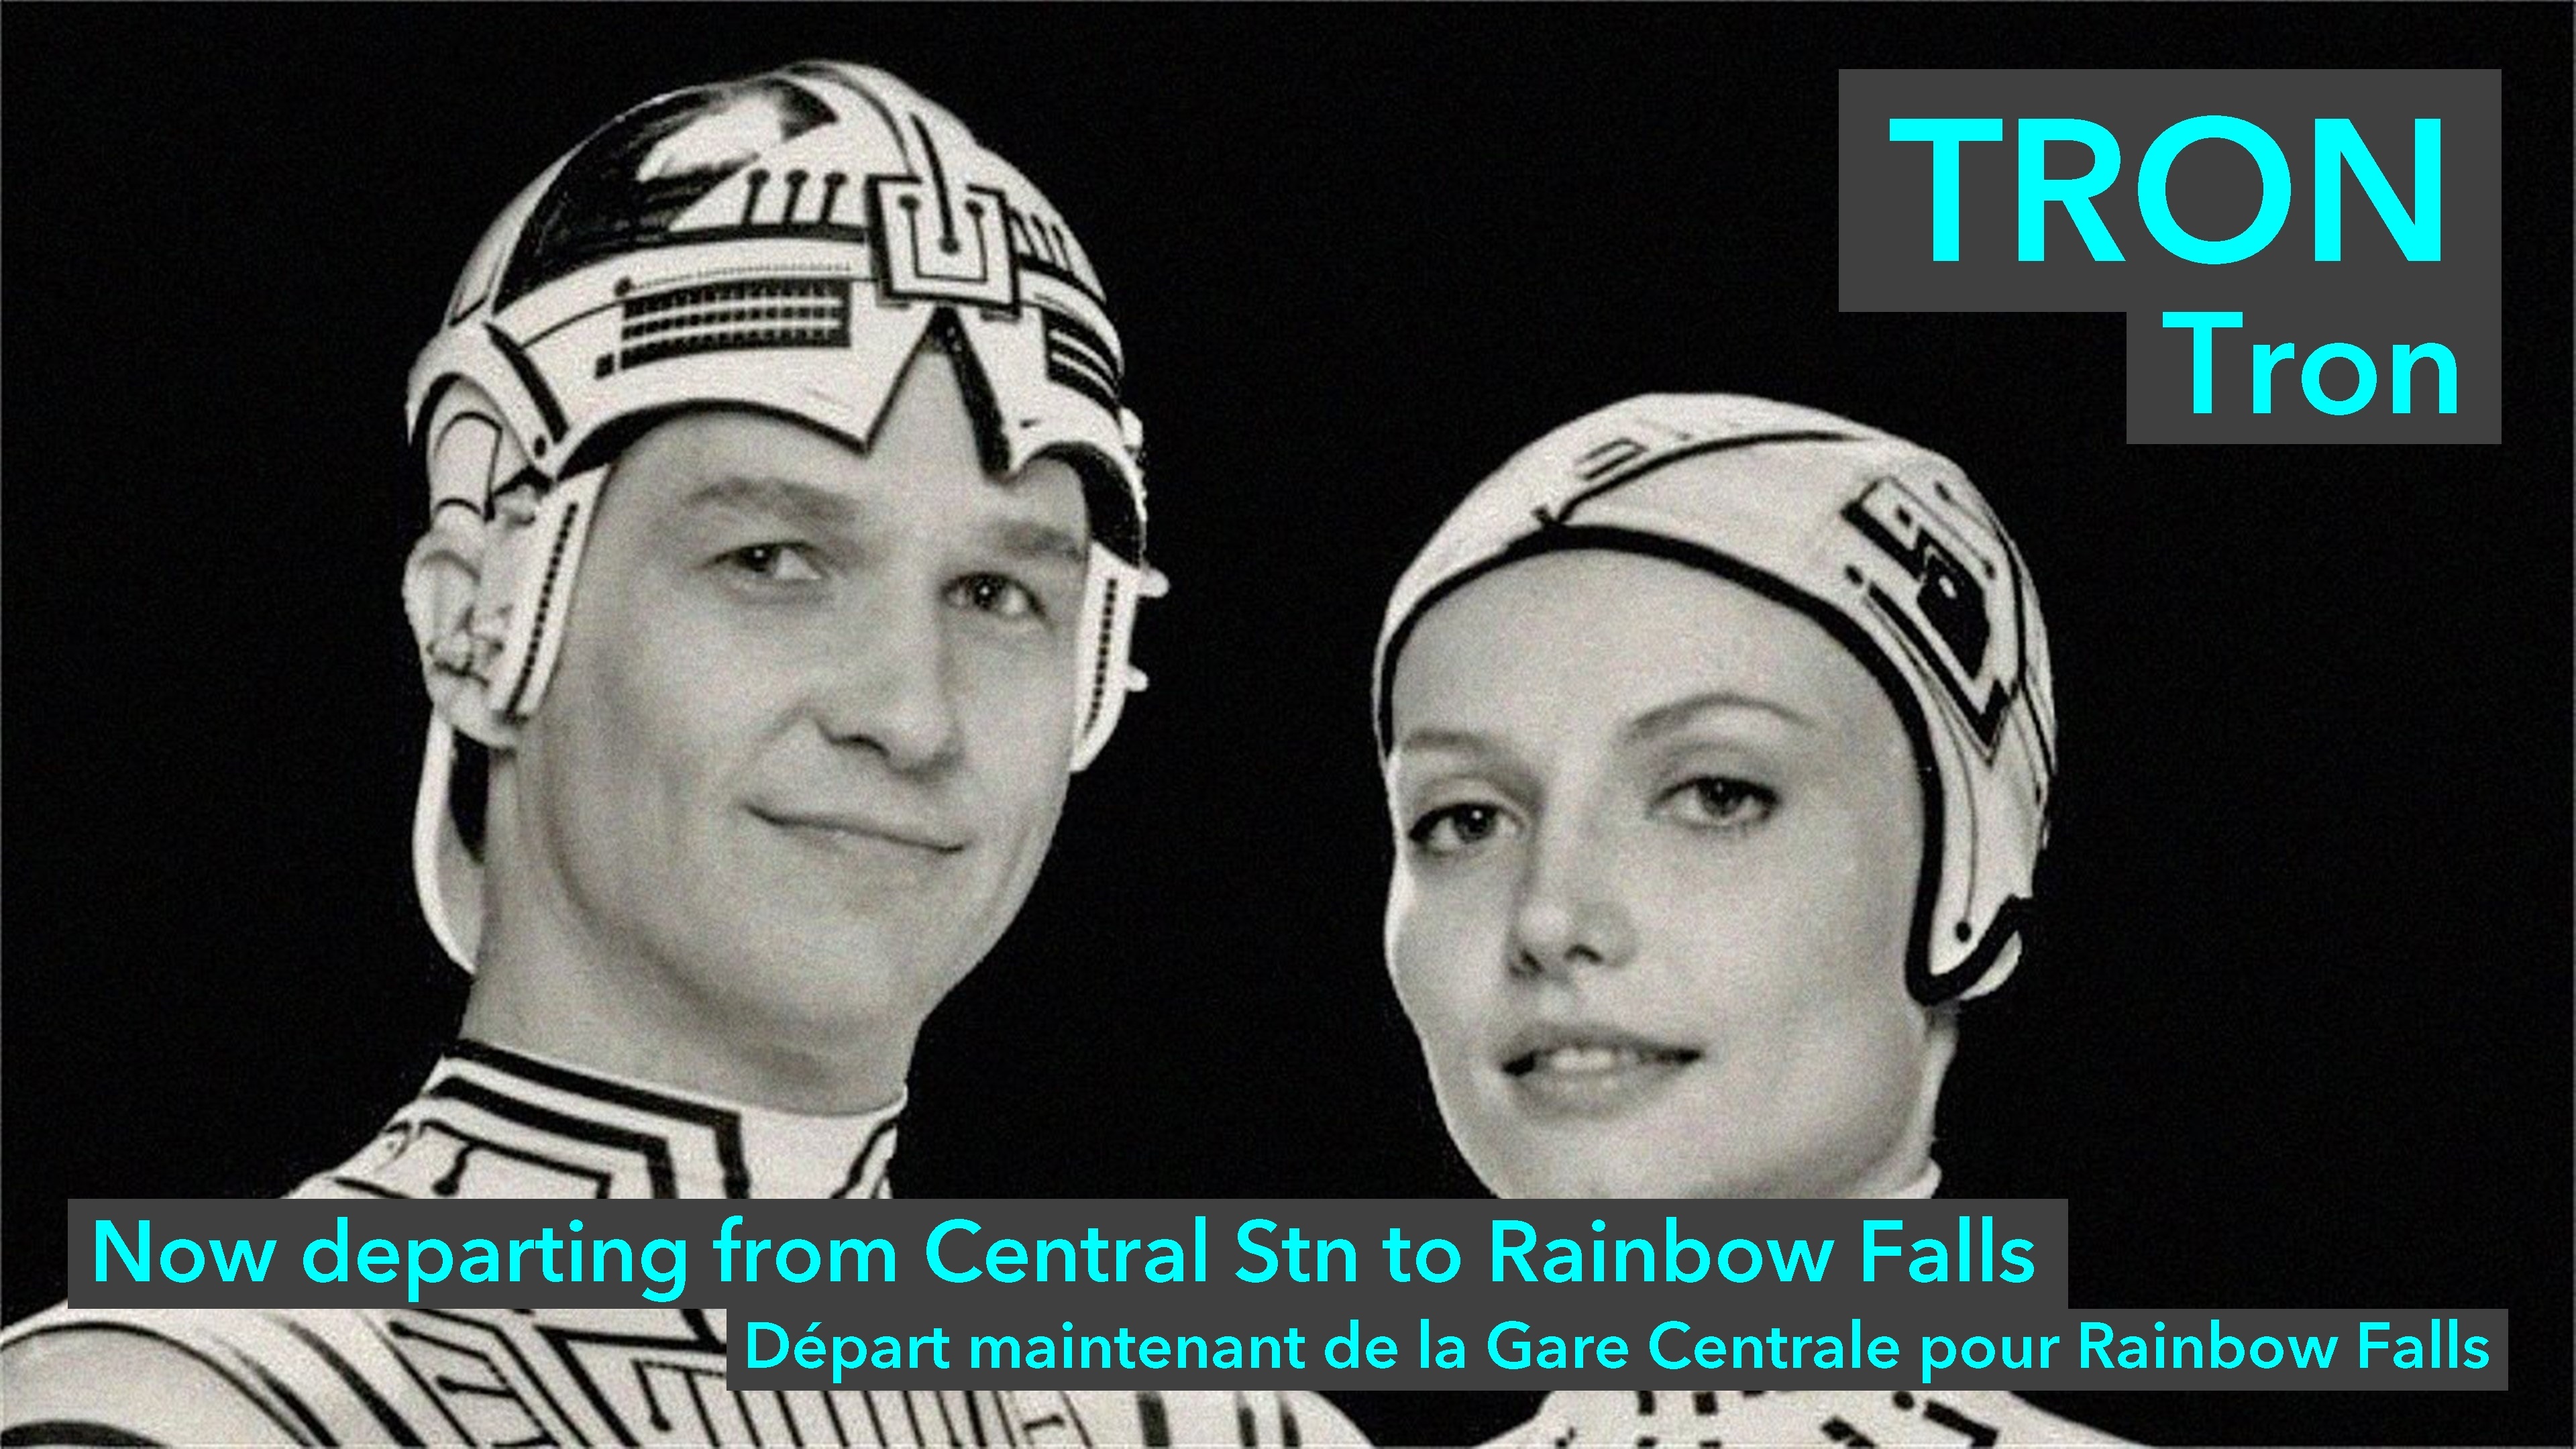 TRON
Tron
Now departing from Central Stn to Rainbow Falls
Départ maintenant de la Gare Centrale pour Rainbow Falls